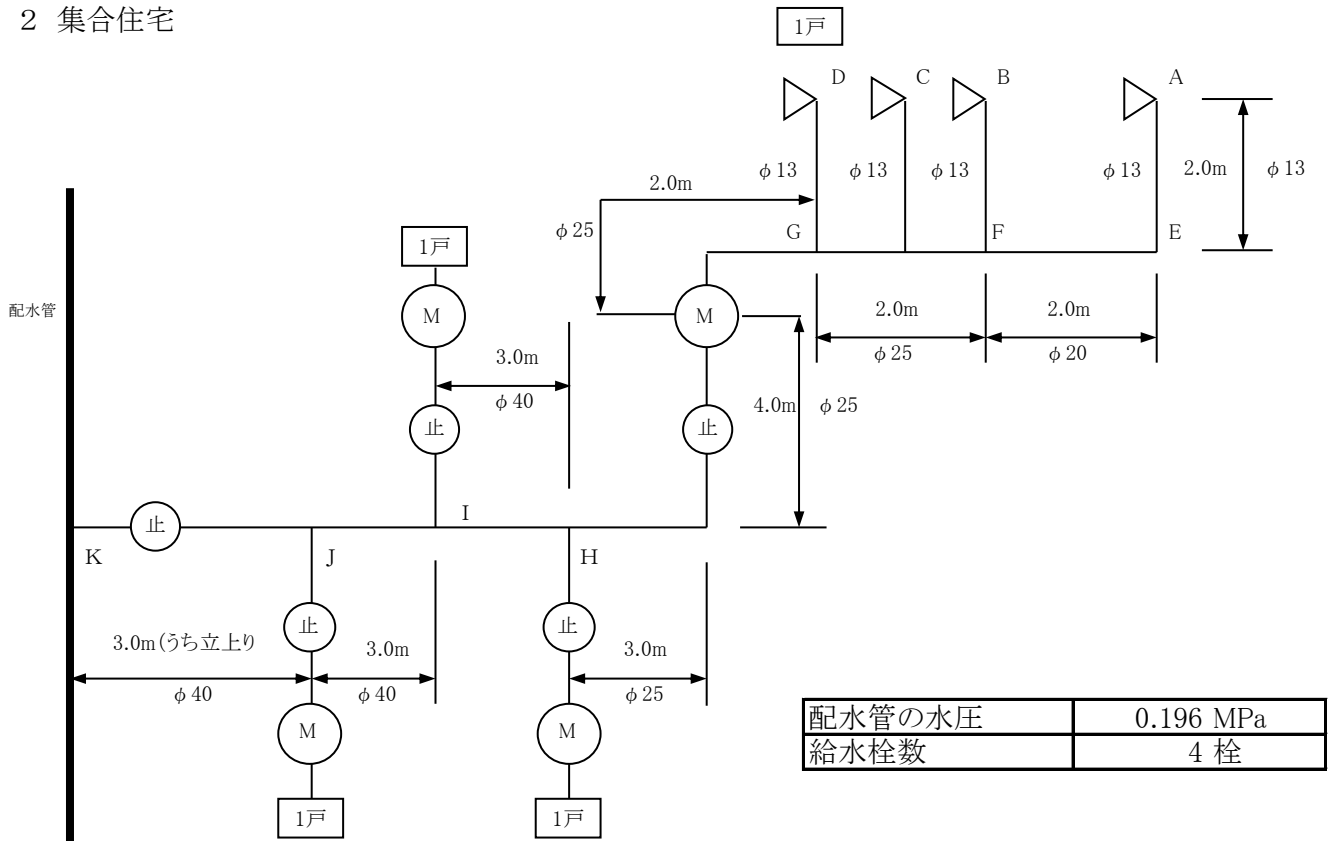 2 集合住宅
1戸
D
C
B
A
φ13
φ13
φ13
φ13
2.0m
φ13
2.0m
φ25
G
F
E
1戸
配水管
M
M
2.0m
2.0m
φ25
φ20
3.0m
φ40
4.0m
φ25
止
止
止
I
K
J
H
3.0m(うち立上り
φ40
止
3.0m
φ40
止
3.0m
φ25
M
M
1戸
1戸
配水管の水圧 0.196 MPa
給水栓数 4 栓